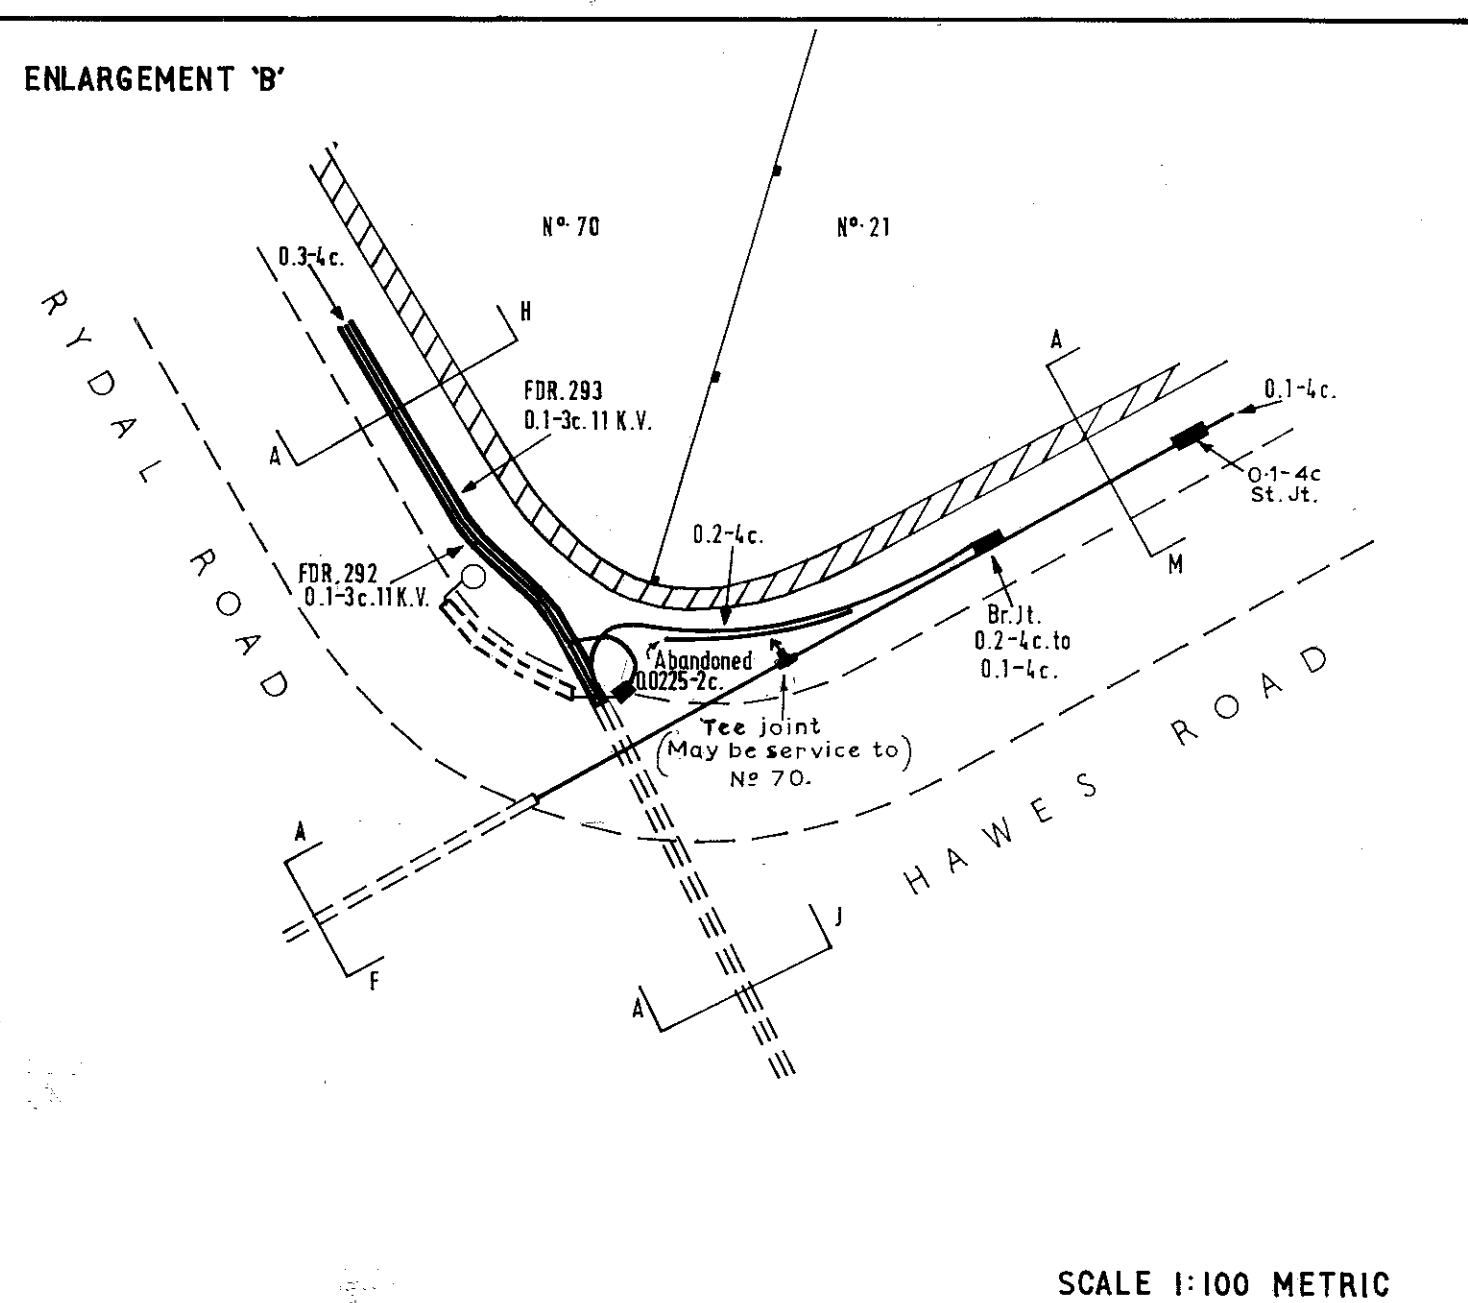 ENLARGEMENT 'B'
Nº. 70
Nº. 21
0.3-4c.
H
A
FDR. 293
0.1-3c. 11 K.V.
A
0.1-4c.
0.1-4c
St. Jt.
M
0.2-4c.
FDR. 292
0.1-3c. 11 K.V.
Br. Jt.
0.2-4c. to
0.1-4c.
Abandoned
0.0225-2c.
Tee joint
(May be service to)
Nº 70.
RYDAL ROAD
HAWES ROAD
A
F
A
J
SCALE 1:100 METRIC